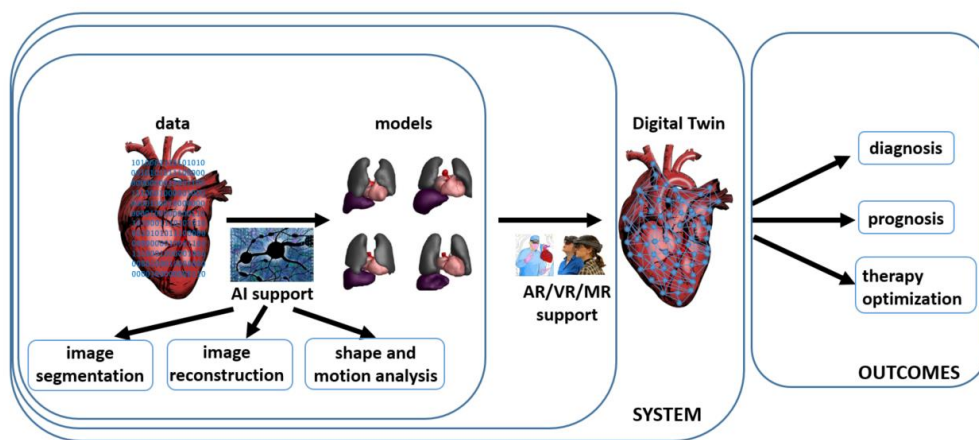 data
models
Digital Twin
AI support
AR/VR/MR
support
image
segmentation
image
reconstruction
shape and
motion analysis
SYSTEM
diagnosis
prognosis
therapy
optimization
OUTCOMES